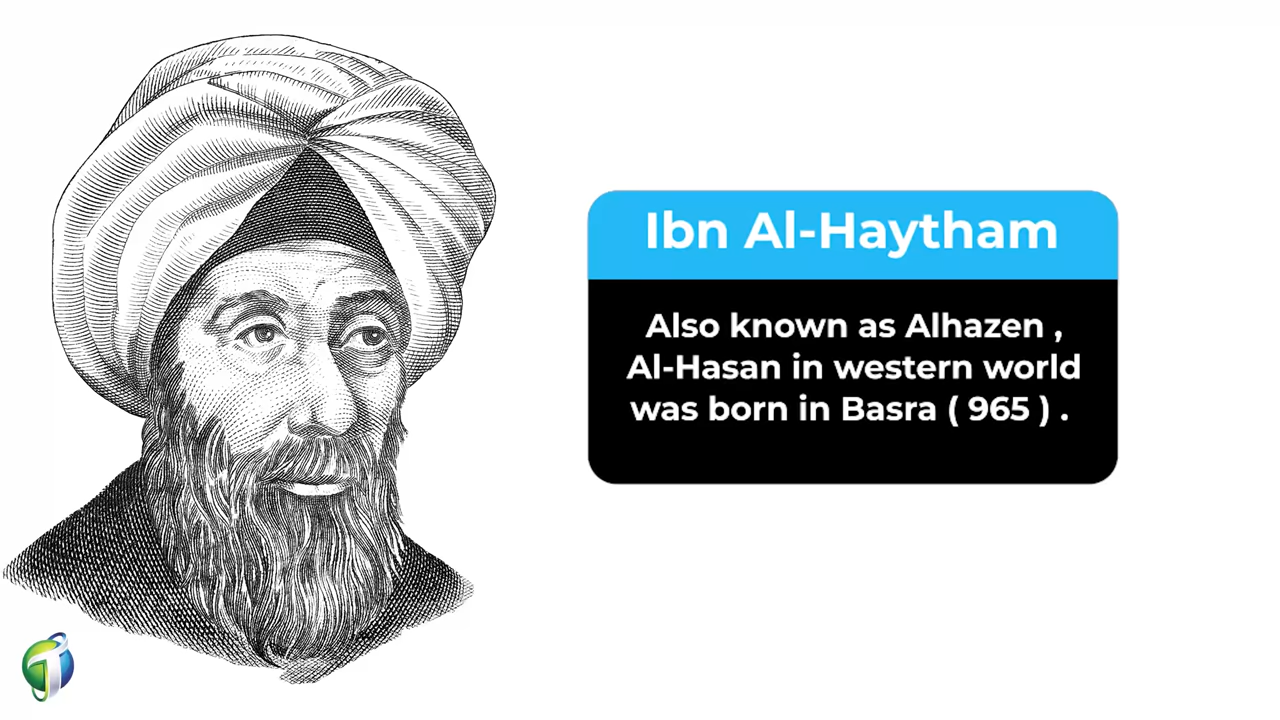 Ibn Al-Haytham
Also known as Alhazen ,
Al-Hasan in western world
was born in Basra ( 965 ) .